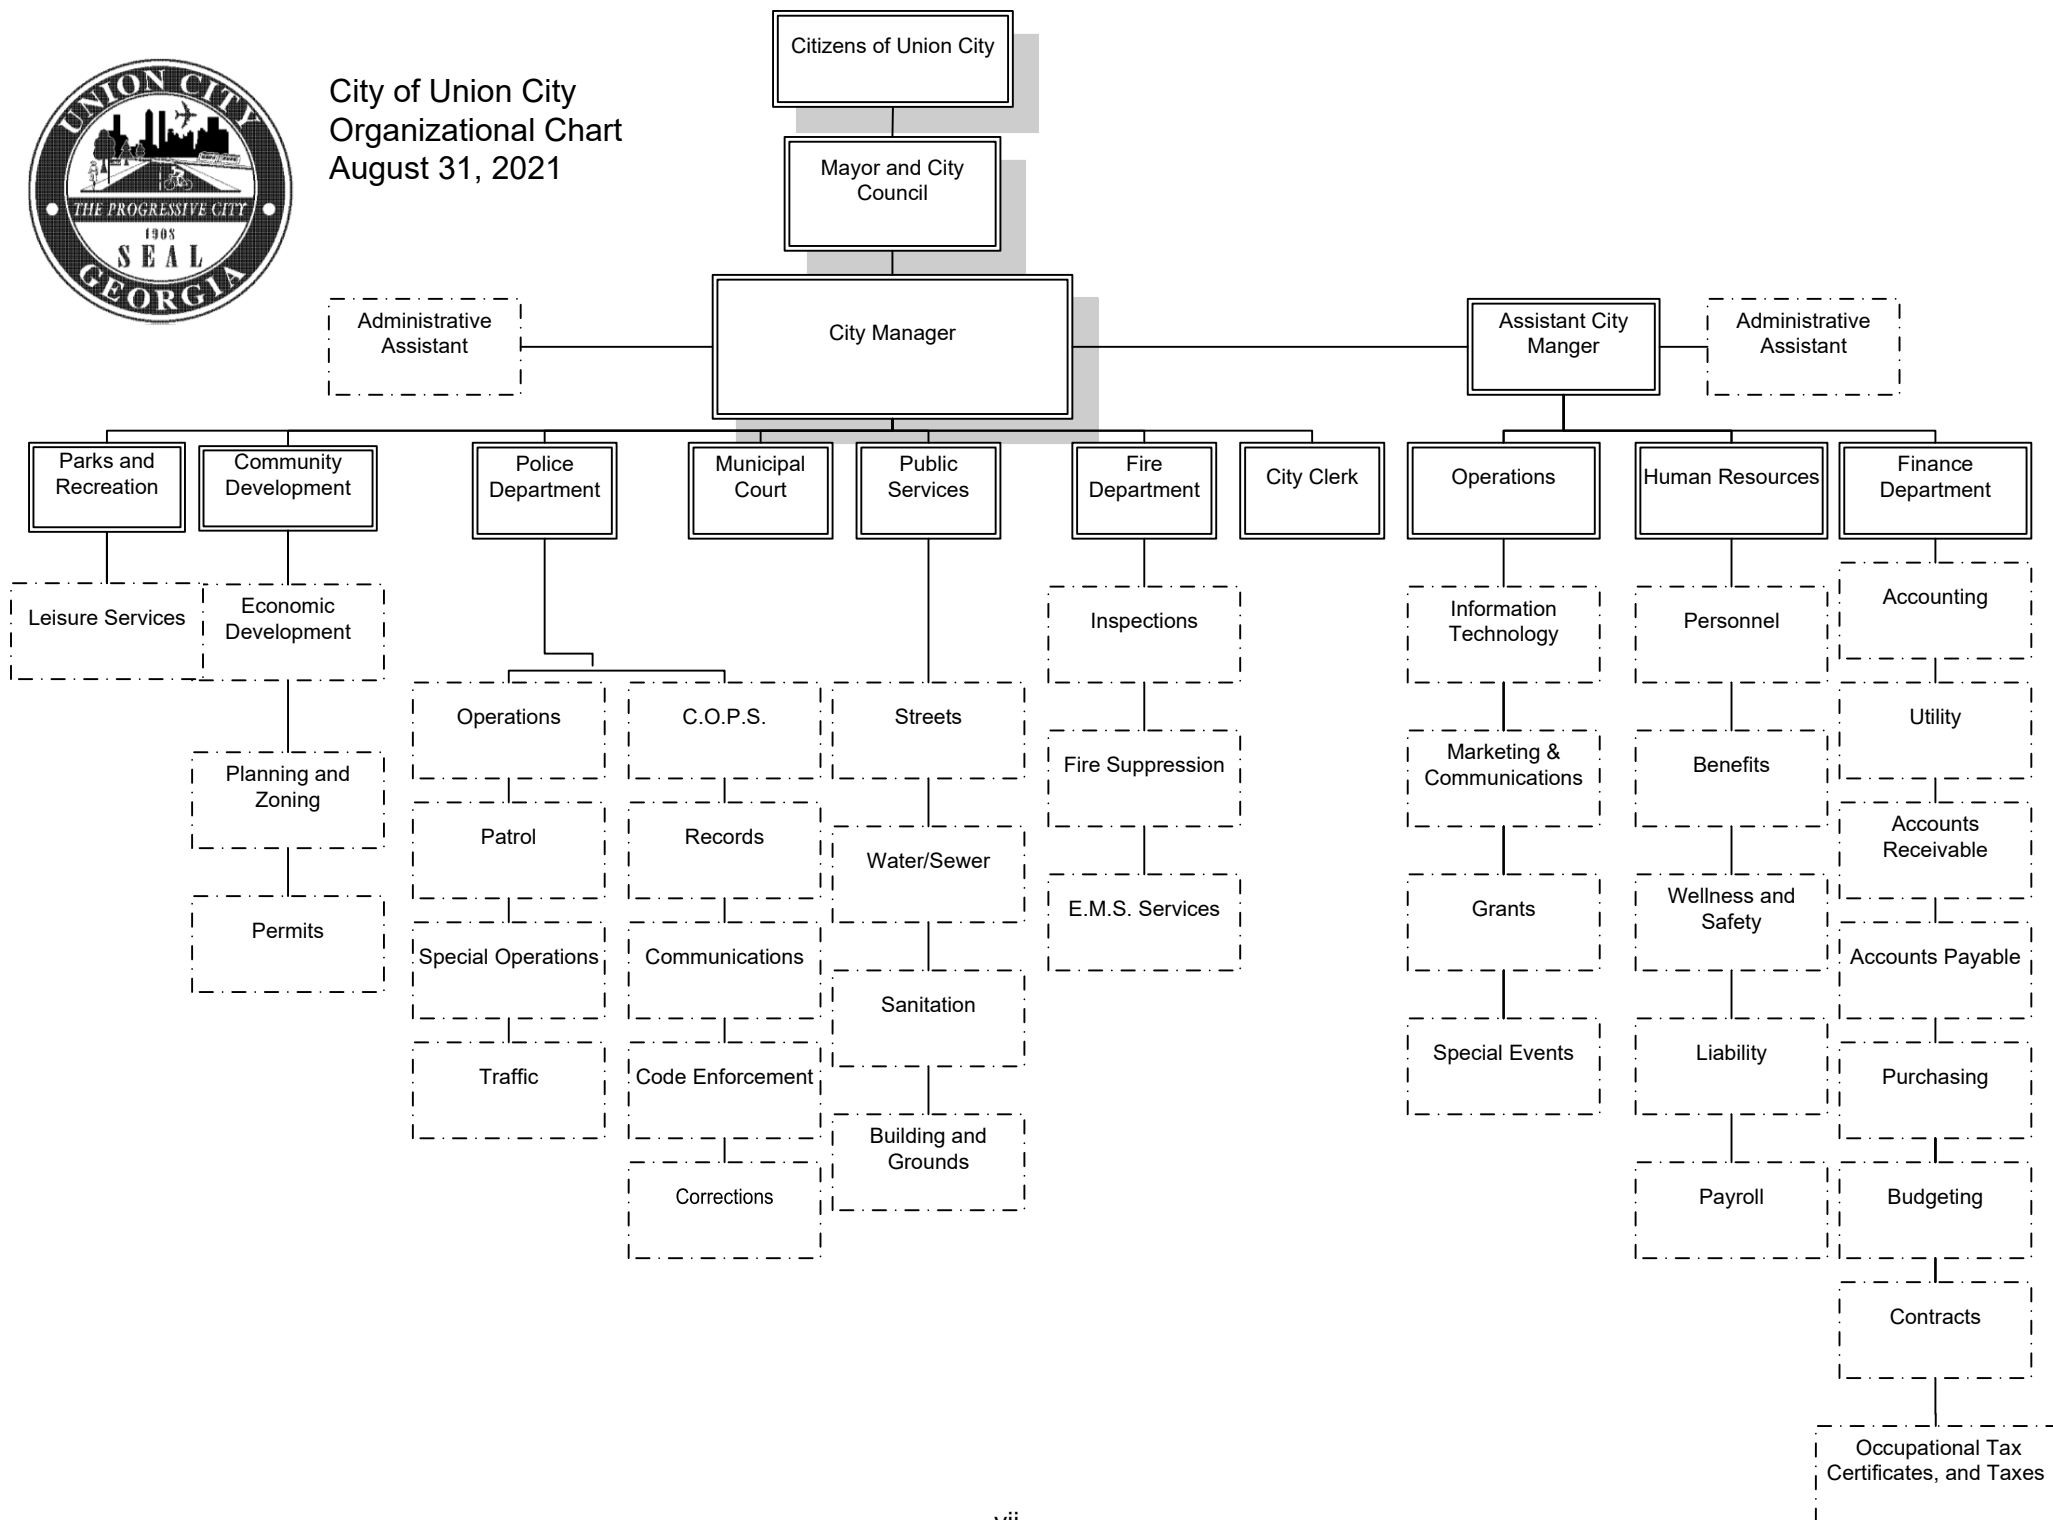 Citizens of Union City
UNION CITY
THE PROGRESSIVE CITY
1908
SEAL
GEORGIA
City of Union City
Organizational Chart
August 31, 2021
Mayor and City
Council
Administrative
Assistant
City Manager
Assistant City
Manger
Administrative
Assistant
Parks and
Recreation
Community
Development
Police
Department
Municipal
Court
Public
Services
Fire
Department
City Clerk
Operations
Human Resources
Finance
Department
Leisure Services
Economic
Development
Planning and
Zoning
Permits
Operations
Patrol
Special Operations
Traffic
C.O.P.S.
Records
Communications
Code Enforcement
Corrections
Streets
Water/Sewer
Sanitation
Building and
Grounds
Inspections
Fire Suppression
E.M.S. Services
Information
Technology
Marketing &
Communications
Grants
Special Events
Personnel
Benefits
Wellness and
Safety
Liability
Payroll
Accounting
Utility
Accounts
Receivable
Accounts Payable
Purchasing
Budgeting
Contracts
Occupational Tax
Certificates, and Taxes
vii